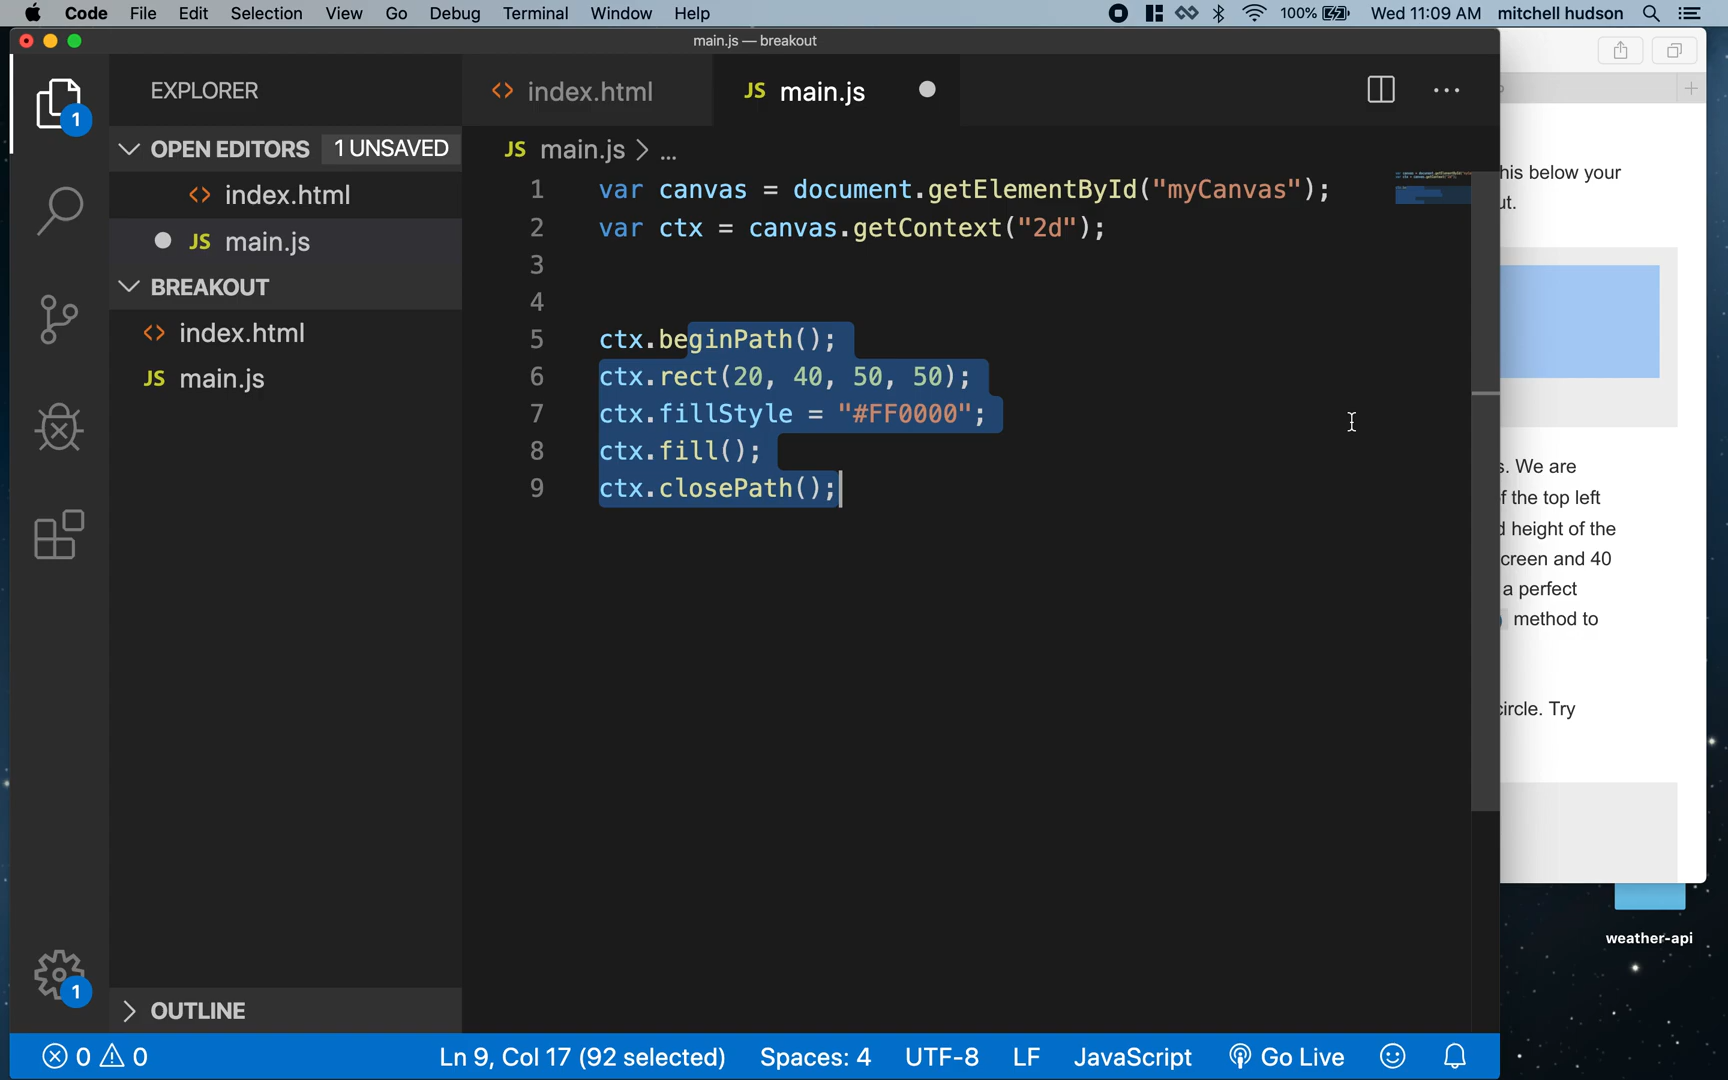 Code File Edit Selection View Go Debug Terminal Window Help 100% Wed 11:09 AM mitchell hudson
main.js — breakout
EXPLORER
OPEN EDITORS 1 UNSAVED
index.html
JS main.js
BREAKOUT
index.html
JS main.js
OUTLINE
index.html JS main.js
JS main.js > ...
1 var canvas = document.getElementById("myCanvas");
2 var ctx = canvas.getContext("2d");
3
4
5 ctx.beginPath();
6 ctx.rect(20, 40, 50, 50);
7 ctx.fillStyle = "#FF0000";
8 ctx.fill();
9 ctx.closePath();
1
1
0 0 Ln 9, Col 17 (92 selected) Spaces: 4 UTF-8 LF JavaScript Go Live
his below your
ut.
s. We are
f the top left
d height of the
creen and 40
a perfect
) method to
circle. Try
weather-api